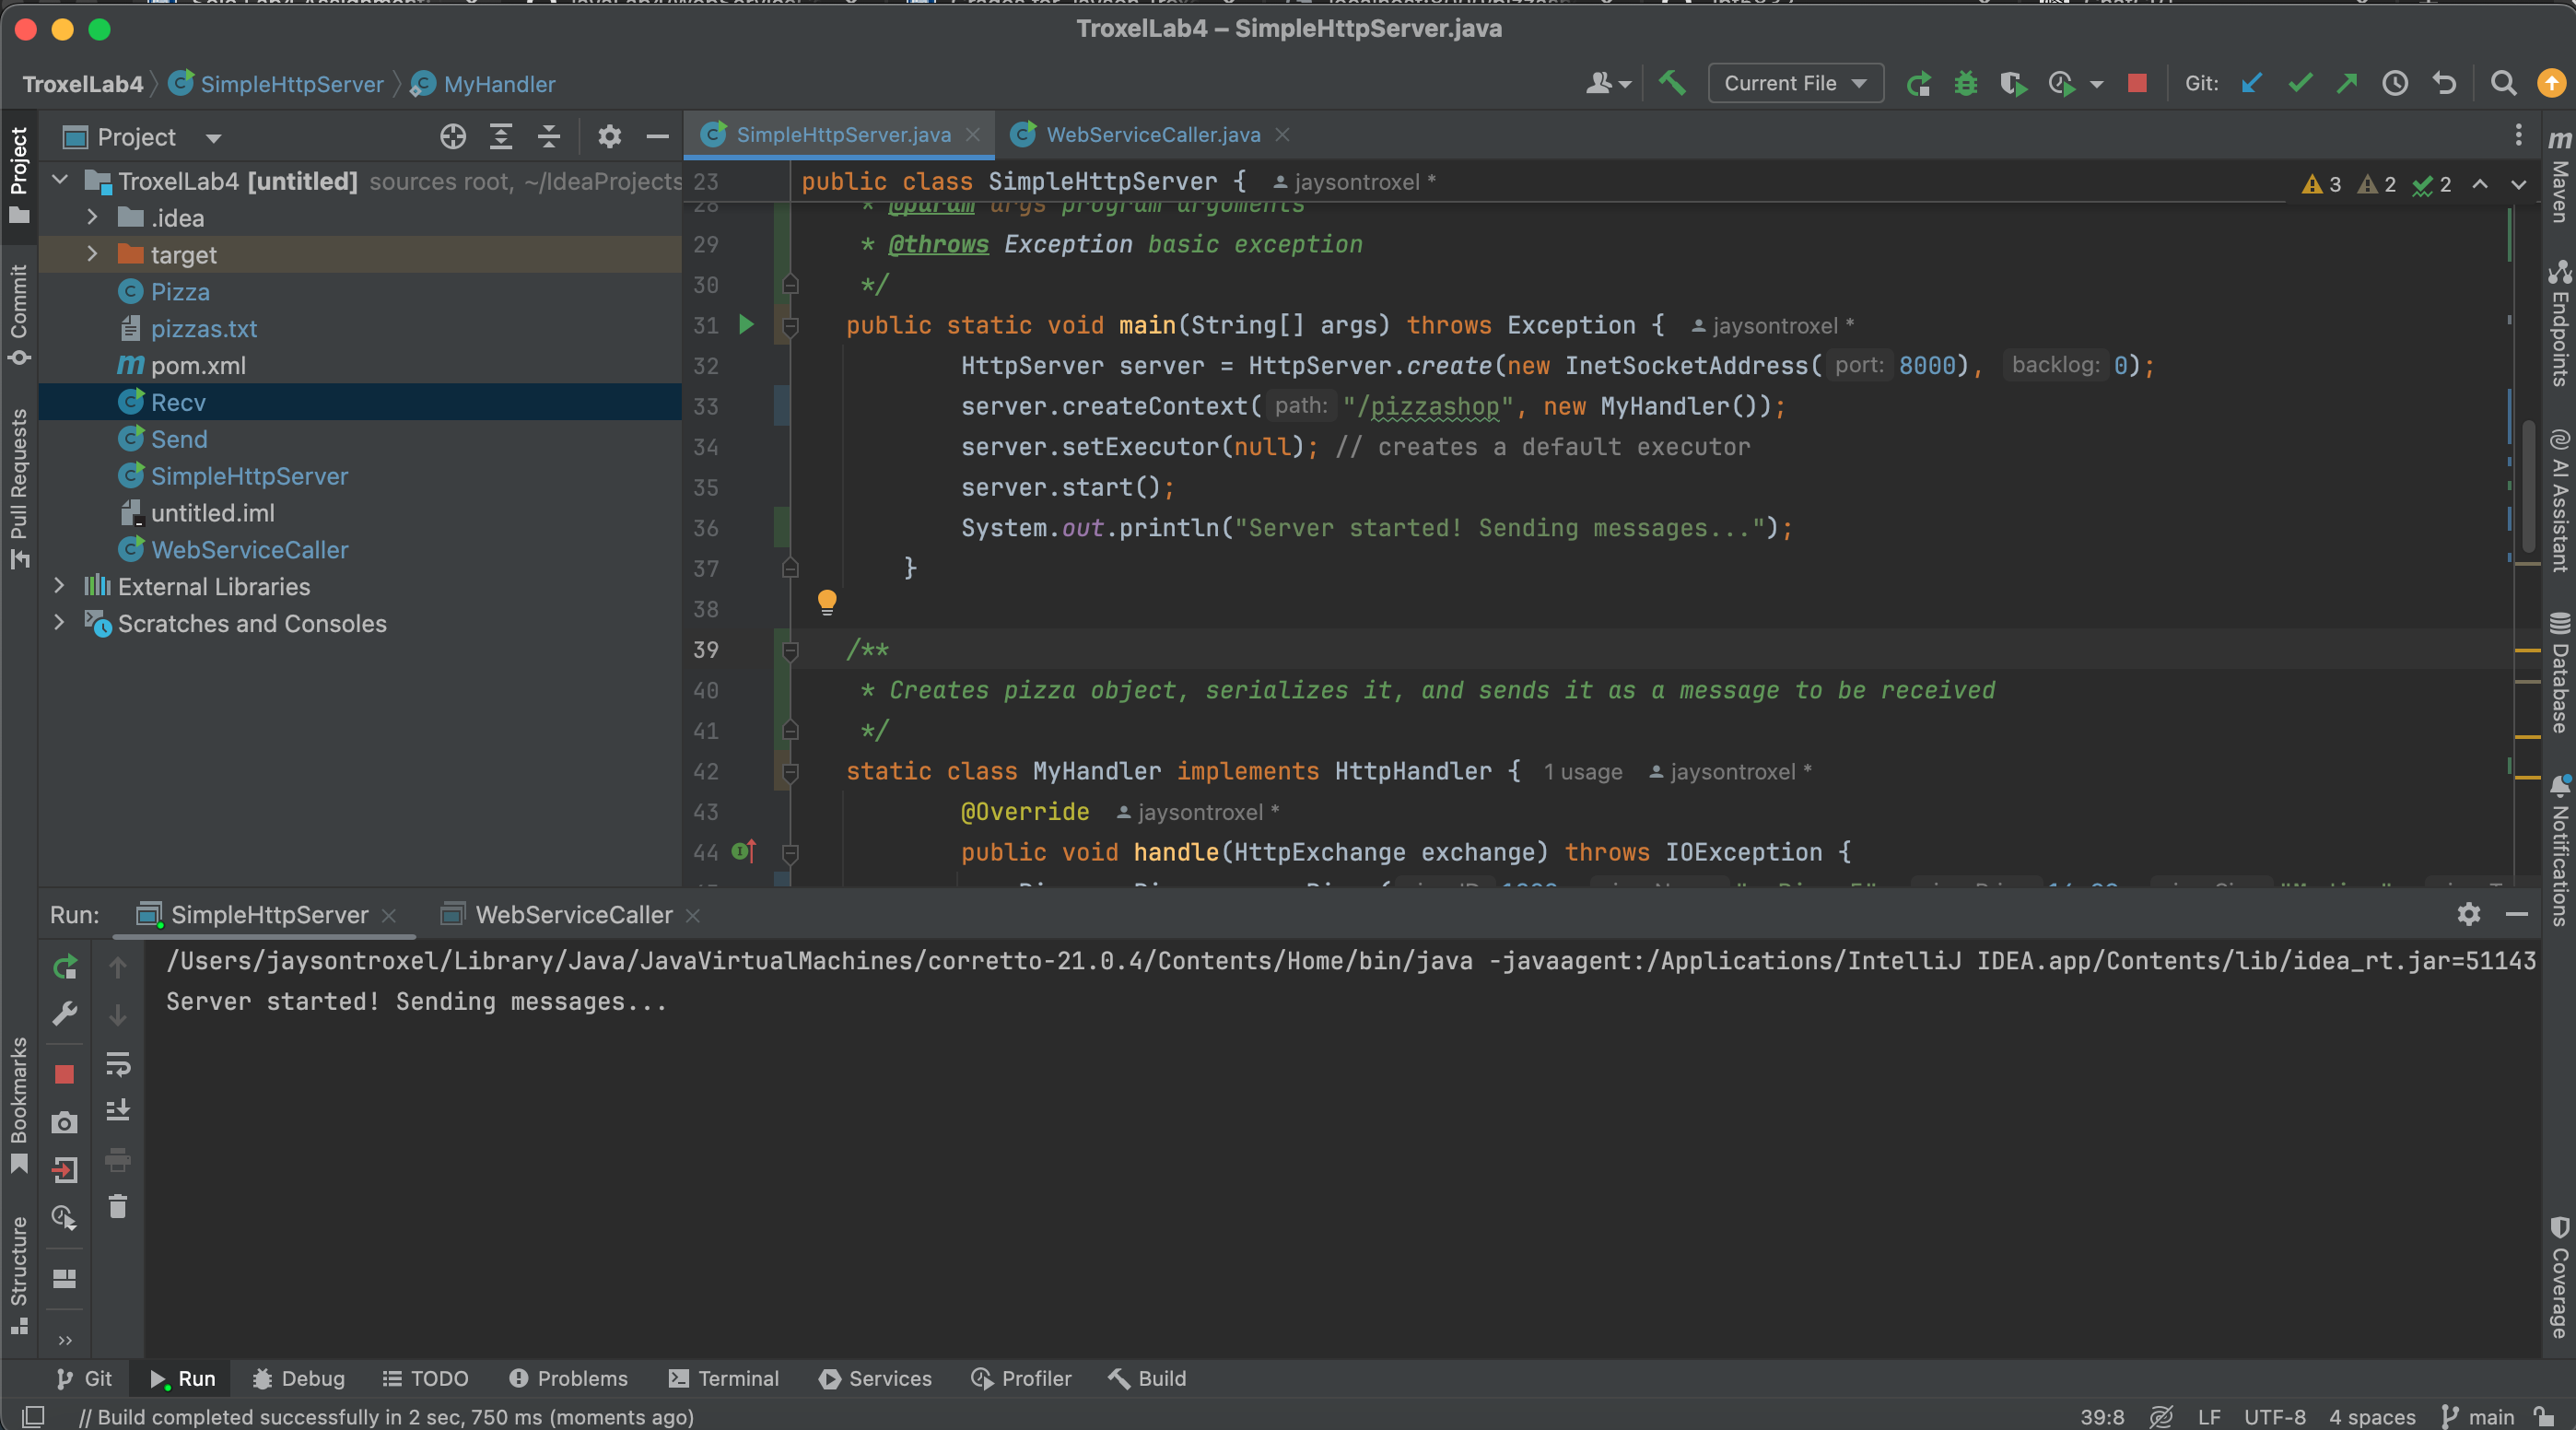 TroxelLab4 – SimpleHttpServer.java
TroxelLab4 SimpleHttpServer MyHandler
Current File
Git:
Project
SimpleHttpServer.java
WebServiceCaller.java
Project
Commit
Pull Requests
Bookmarks
Structure
TroxelLab4 [untitled] sources root, ~/IdeaProjects
.idea
target
Pizza
pizzas.txt
pom.xml
Recv
Send
SimpleHttpServer
untitled.iml
WebServiceCaller
External Libraries
Scratches and Consoles
23 public class SimpleHttpServer { jaysontroxel *
3 2 2
28 * @param args program arguments
29 * @throws Exception basic exception
30 */
31 public static void main(String[] args) throws Exception { jaysontroxel *
32 HttpServer server = HttpServer.create(new InetSocketAddress( port: 8000), backlog: 0);
33 server.createContext( path: "/pizzashop", new MyHandler());
34 server.setExecutor(null); // creates a default executor
35 server.start();
36 System.out.println("Server started! Sending messages...");
37 }
38
39 /**
40 * Creates pizza object, serializes it, and sends it as a message to be received
41 */
42 static class MyHandler implements HttpHandler { 1 usage jaysontroxel *
43 @Override jaysontroxel *
44 public void handle(HttpExchange exchange) throws IOException {
Maven
Endpoints
AI Assistant
Database
Notifications
Coverage
Run: SimpleHttpServer WebServiceCaller
/Users/jaysontroxel/Library/Java/JavaVirtualMachines/corretto-21.0.4/Contents/Home/bin/java -javaagent:/Applications/IntelliJ IDEA.app/Contents/lib/idea_rt.jar=51143
Server started! Sending messages...
Git Run Debug TODO Problems Terminal Services Profiler Build
// Build completed successfully in 2 sec, 750 ms (moments ago)
39:8 LF UTF-8 4 spaces main